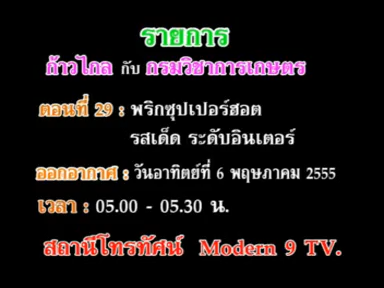 รายการ
ก้าวไกล กับ กรมวิชาการเกษตร
ตอนที่ 29 : พริกซุปเปอร์ฮอต
รสเด็ด ระดับอินเตอร์
ออกอากาศ : วันอาทิตย์ที่ 6 พฤษภาคม 2555
เวลา : 05.00 - 05.30 น.
สถานีโทรทัศน์ Modern 9 TV.